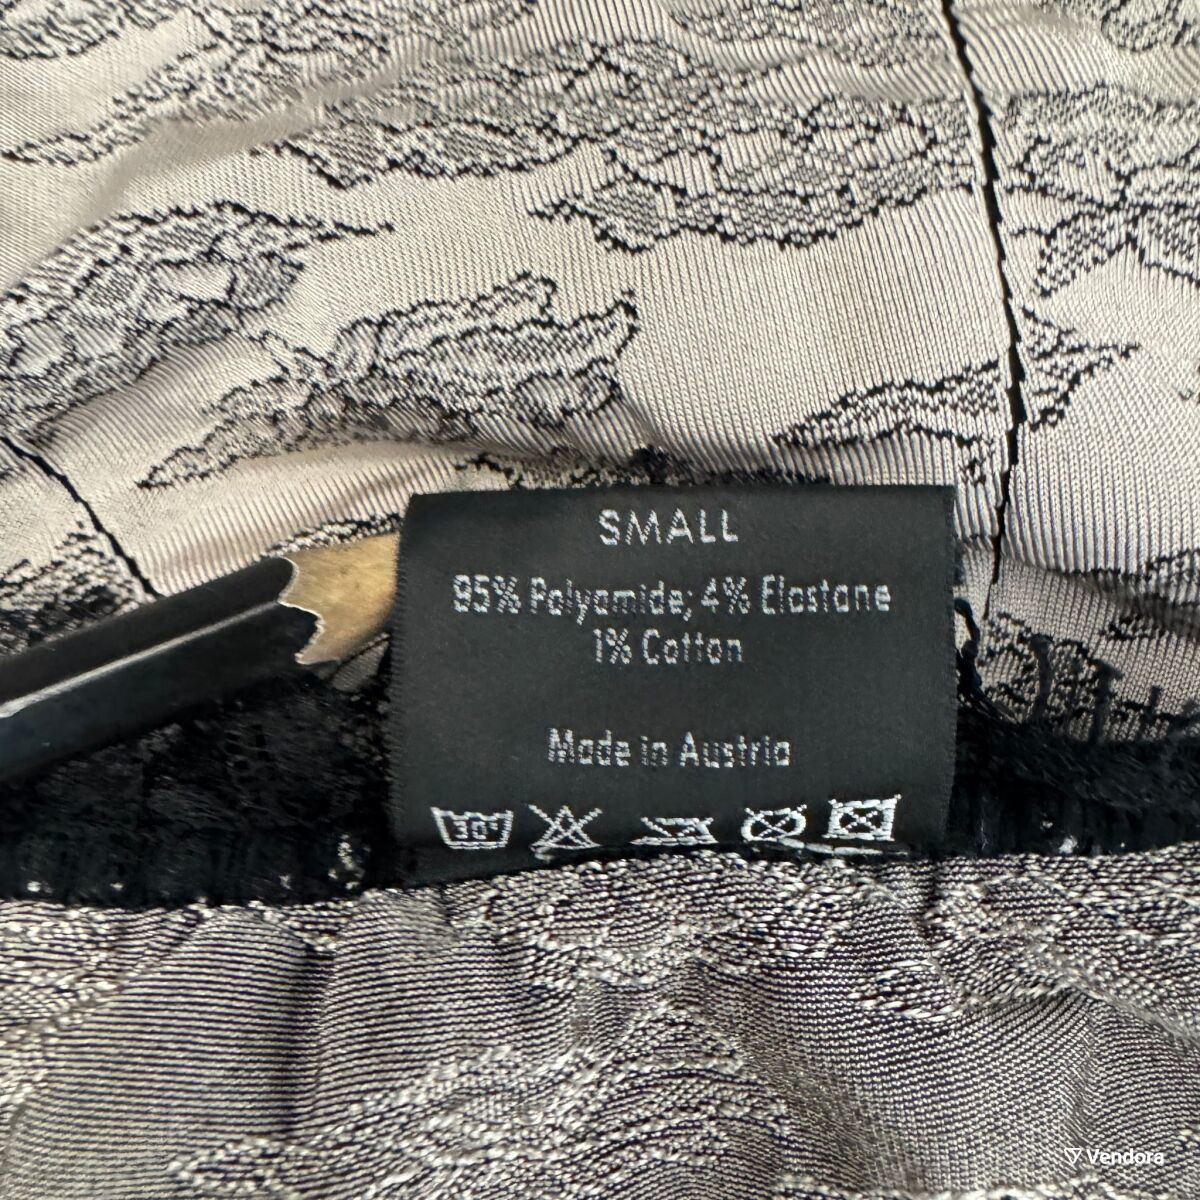 SMALL
95% Polyamide; 4% Elastane
1% Cotton
Made in Austria
30°
Vendora